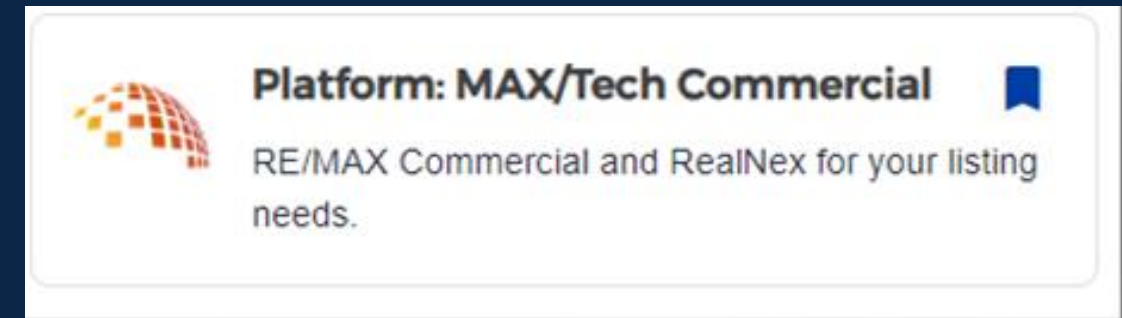 Platform: MAX/Tech Commercial
RE/MAX Commercial and RealNex for your listing
needs.